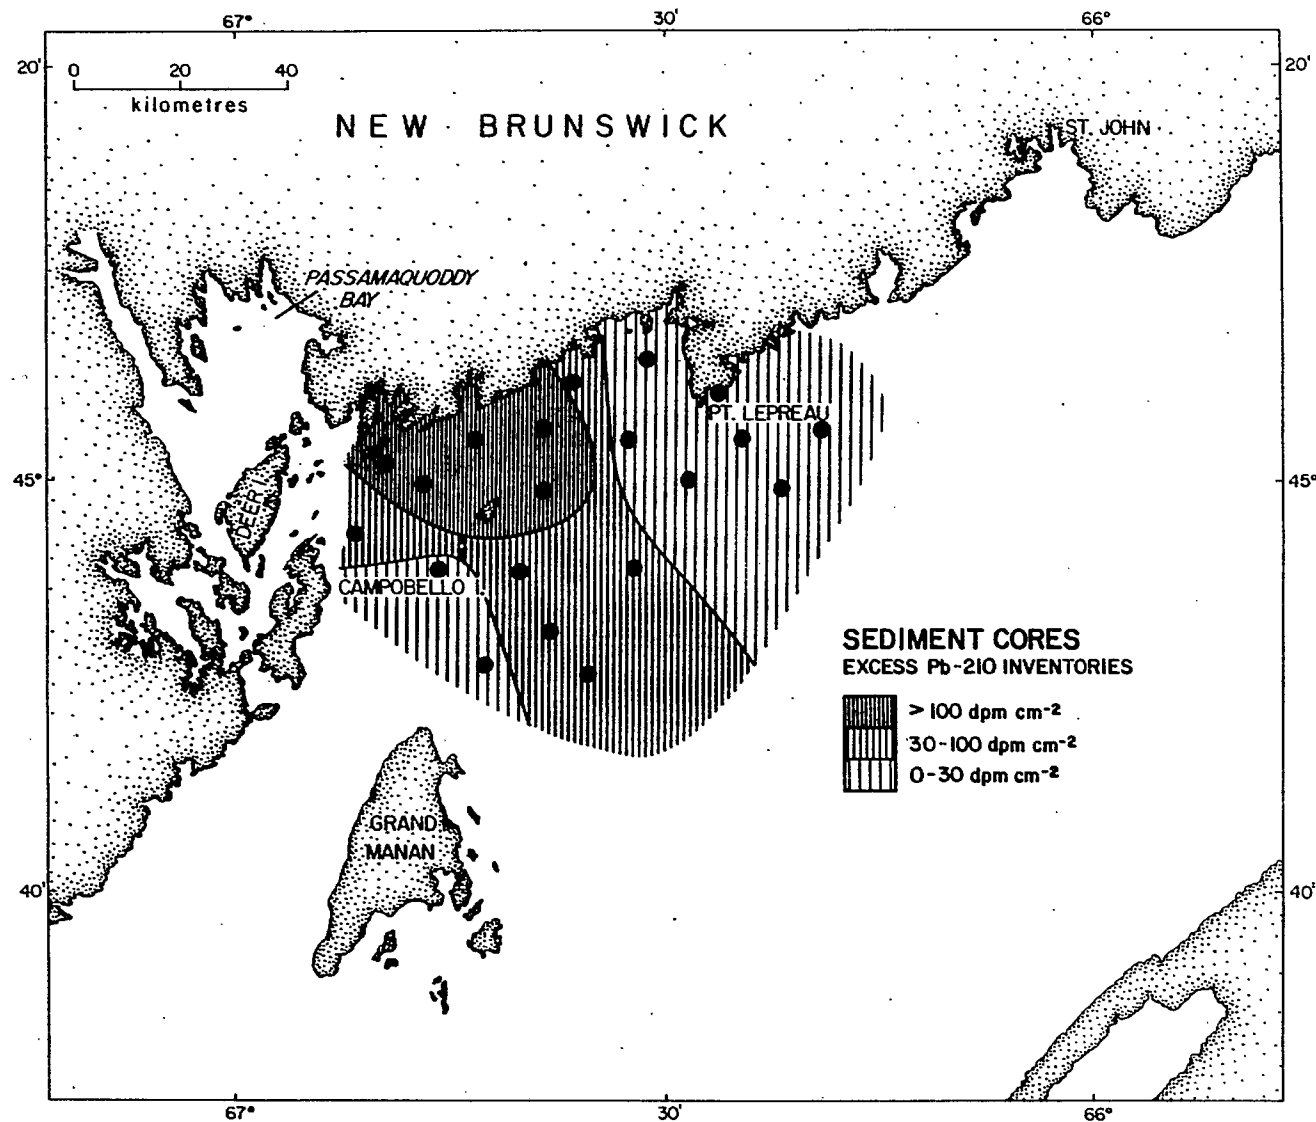 67° 30' 66°
20' 20'
0 20 40
kilometres
NEW BRUNSWICK
ST. JOHN
PASSAMAQUODDY
BAY
PT. LEPREAU
45° 45°
DEER I.
CAMPOBELLO I.
SEDIMENT CORES
EXCESS Pb-210 INVENTORIES
> 100 dpm cm⁻²
30-100 dpm cm⁻²
0-30 dpm cm⁻²
GRAND
MANAN
40' 40'
67° 30' 66°